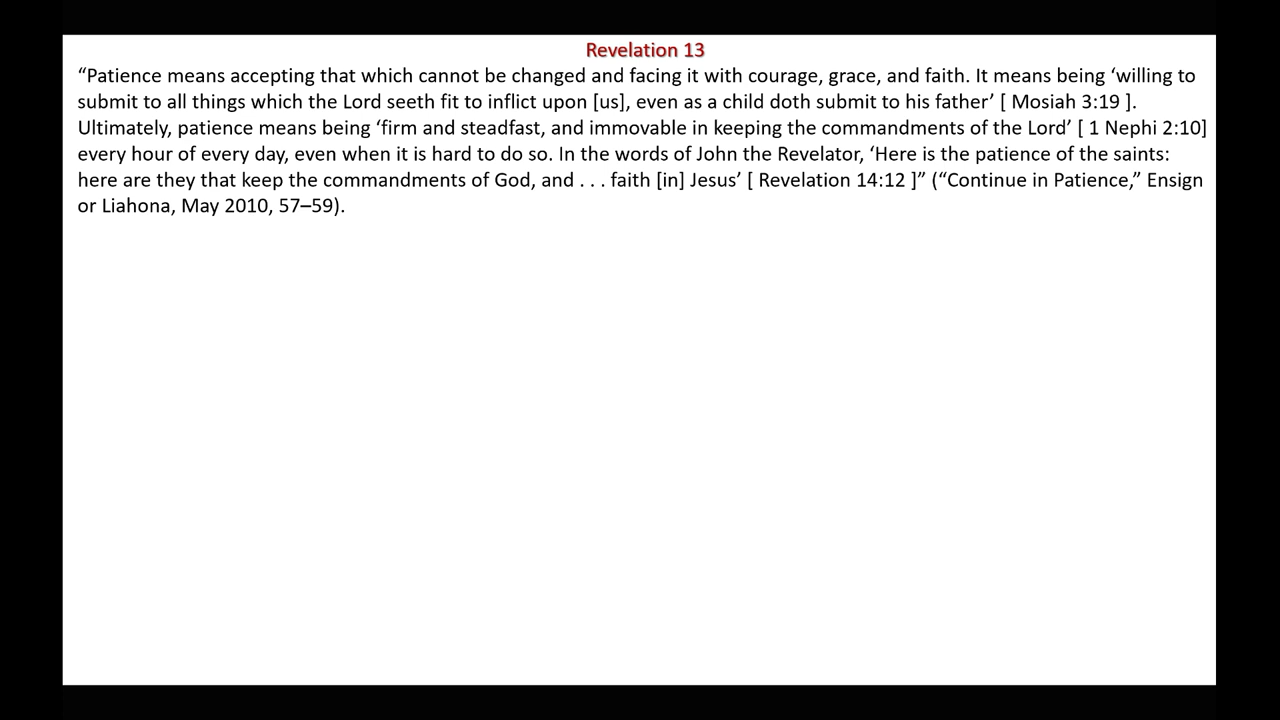 Revelation 13
“Patience means accepting that which cannot be changed and facing it with courage, grace, and faith. It means being ‘willing to
submit to all things which the Lord seeth fit to inflict upon [us], even as a child doth submit to his father’ [ Mosiah 3:19 ].
Ultimately, patience means being ‘firm and steadfast, and immovable in keeping the commandments of the Lord’ [ 1 Nephi 2:10]
every hour of every day, even when it is hard to do so. In the words of John the Revelator, ‘Here is the patience of the saints:
here are they that keep the commandments of God, and . . . faith [in] Jesus’ [ Revelation 14:12 ]” (“Continue in Patience,” Ensign
or Liahona, May 2010, 57–59).